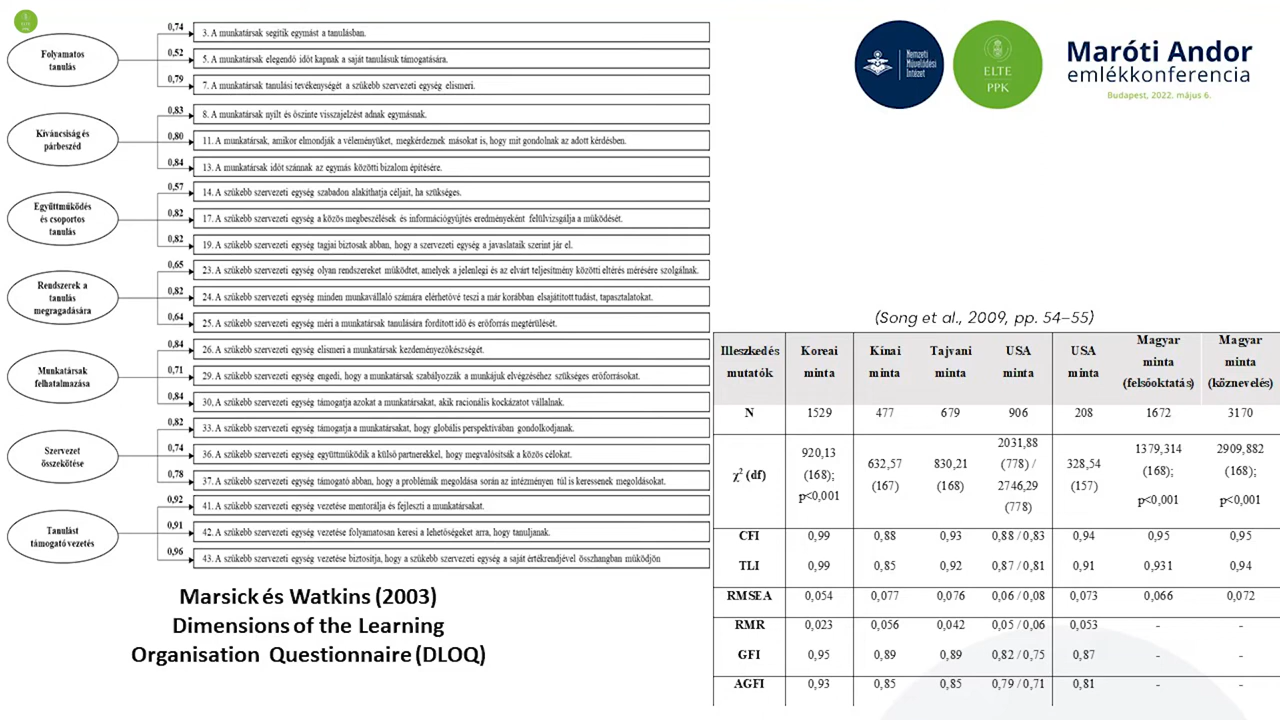 Folyamatos
tanulás
0,74
3. A munkatársak segítik egymást a tanulásban.
0,52
5. A munkatársak elegendő időt kapnak a saját tanulásuk támogatására.
0,79
7. A munkatársak tanulási tevékenységét a szűkebb szervezeti egység elismeri.
Kíváncsiság és
párbeszéd
0,83
8. A munkatársak nyílt és őszinte visszajelzést adnak egymásnak.
0,80
11. A munkatársak, amikor elmondják a véleményüket, megkérdeznek másokat is, hogy mit gondolnak az adott kérdésben.
0,84
13. A munkatársak időt szánnak az egymás közötti bizalom építésére.
Együttműködés
és csoportos
tanulás
0,57
14. A szűkebb szervezeti egység szabadon alakíthatja céljait, ha szükséges.
0,82
17. A szűkebb szervezeti egység a közös megbeszélések és információgyűjtés eredményeként felülvizsgálja a működését.
0,82
19. A szűkebb szervezeti egység tagjai biztosak abban, hogy a szervezeti egység a javaslataik szerint jár el.
Rendszerek a
tanulás
megragadására
0,65
23. A szűkebb szervezeti egység olyan rendszereket működtet, amelyek a jelenlegi és az elvárt teljesítmény közötti eltérés mérésére szolgálnak.
0,82
24. A szűkebb szervezeti egység minden munkavállaló számára elérhetővé teszi a már korábban elsajátított tudást, tapasztalatokat.
0,64
25. A szűkebb szervezeti egység méri a munkatársak tanulására fordított idő és erőforrás megtérülését.
Munkatársak
felhatalmazása
0,84
26. A szűkebb szervezeti egység elismeri a munkatársak kezdeményezőkészségét.
0,71
29. A szűkebb szervezeti egység engedi, hogy a munkatársak szabályozzák a munkájuk elvégzéséhez szükséges erőforrásokat.
0,84
30, A szűkebb szervezeti egység támogatja azokat a munkatársakat, akik racionális kockázatot vállalnak.
Szervezet
összekötése
0,82
33. A szűkebb szervezeti egység támogatja a munkatársakat, hogy globális perspektívában gondolkodjanak.
0,74
36. A szűkebb szervezeti egység együttműködik a külső partnerekkel, hogy megvalósítsák a közös célokat.
0,78
37. A szűkebb szervezeti egység támogató abban, hogy a problémák megoldása során az intézményen túl is keressenek megoldásokat.
Tanulást
támogató vezetés
0,92
41. A szűkebb szervezeti egység vezetése mentorálja és fejleszti a munkatársakat.
0,91
42. A szűkebb szervezeti egység vezetése folyamatosan keresi a lehetőségeket arra, hogy tanuljanak.
0,96
43. A szűkebb szervezeti egység vezetése biztosítja, hogy a szűkebb szervezeti egység a saját értékrendjével összhangban működjön
Marsick és Watkins (2003)
Dimensions of the Learning
Organisation Questionnaire (DLOQ)
Nemzeti
Művelődési
Intézet
ELTE
PPK
Maróti Andor
emlékkonferencia
Budapest, 2022. május 6.
(Song et al., 2009, pp. 54–55)
Illeszkedés mutatók Koreai minta Kínai minta Tajvani minta USA minta USA minta Magyar minta (felsőoktatás) Magyar minta (köznevelés)
N 1529 477 679 906 208 1672 3170
χ² (df) 920,13 (168); p<0,001 632,57 (167) 830,21 (168) 2031,88 (778) / 2746,29 (778) 328,54 (157) 1379,314 (168); p<0,001 2909,882 (168); p<0,001
CFI 0,99 0,88 0,93 0,88 / 0,83 0,94 0,95 0,95
TLI 0,99 0,85 0,92 0,87 / 0,81 0,91 0,931 0,94
RMSEA 0,054 0,077 0,076 0,06 / 0,08 0,073 0,066 0,072
RMR 0,023 0,056 0,042 0,05 / 0,06 0,053 - -
GFI 0,95 0,89 0,89 0,82 / 0,75 0,87 - -
AGFI 0,93 0,85 0,85 0,79 / 0,71 0,81 - -